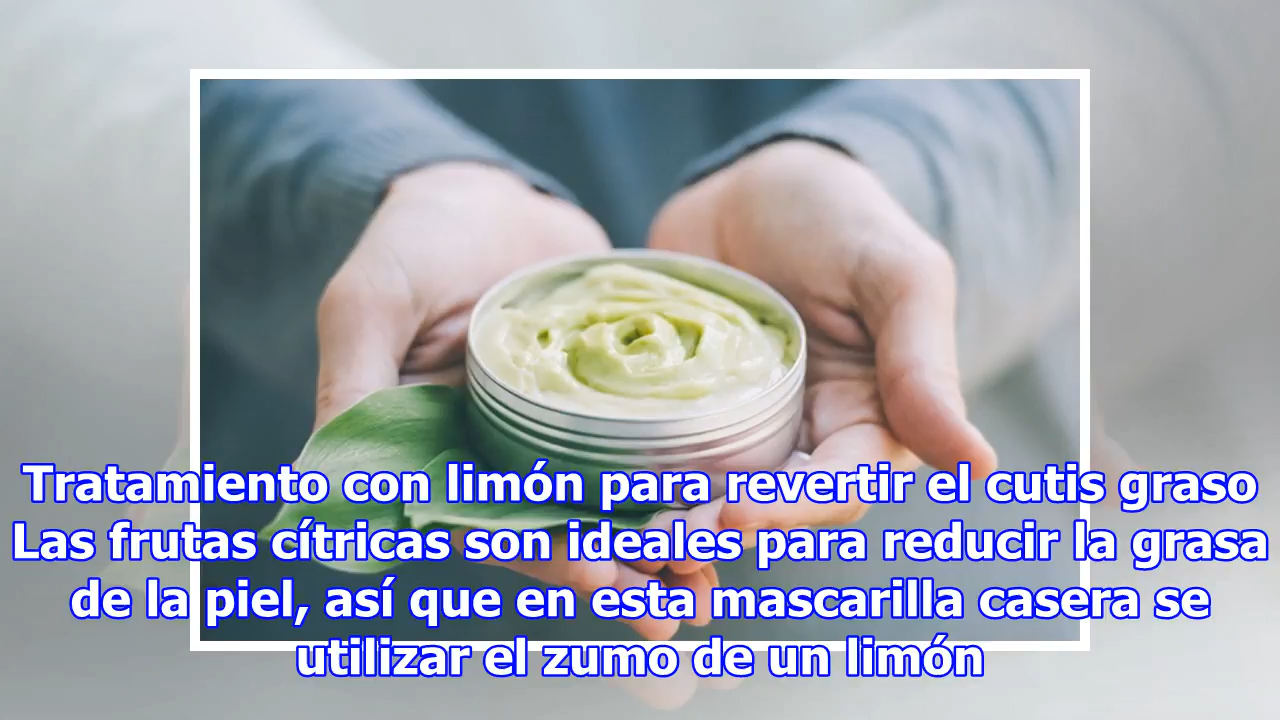 Tratamiento con limón para revertir el cutis graso
Las frutas cítricas son ideales para reducir la grasa
de la piel, así que en esta mascarilla casera se
utilizar el zumo de un limón